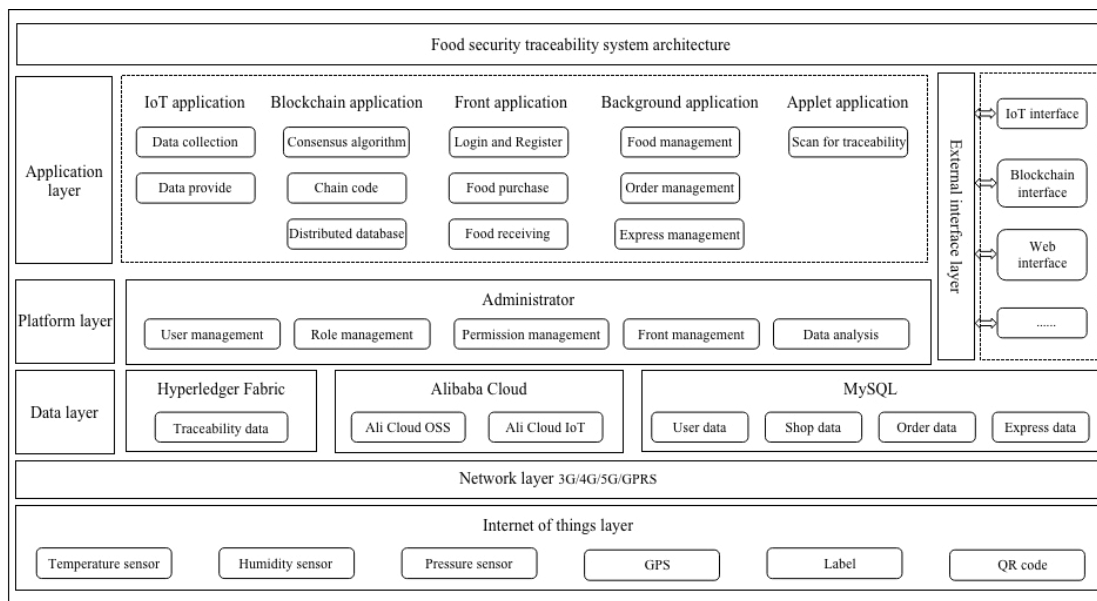 Food security traceability system architecture
Application
layer
IoT application
Data collection
Data provide
Blockchain application
Consensus algorithm
Chain code
Distributed database
Front application
Login and Register
Food purchase
Food receiving
Background application
Food management
Order management
Express management
Applet application
Scan for traceability
External interface layer
IoT interface
Blockchain
interface
Web
interface
......
Platform layer
Administrator
User management
Role management
Permission management
Front management
Data analysis
Data layer
Hyperledger Fabric
Traceability data
Alibaba Cloud
Ali Cloud OSS
Ali Cloud IoT
MySQL
User data
Shop data
Order data
Express data
Network layer 3G/4G/5G/GPRS
Internet of things layer
Temperature sensor
Humidity sensor
Pressure sensor
GPS
Label
QR code